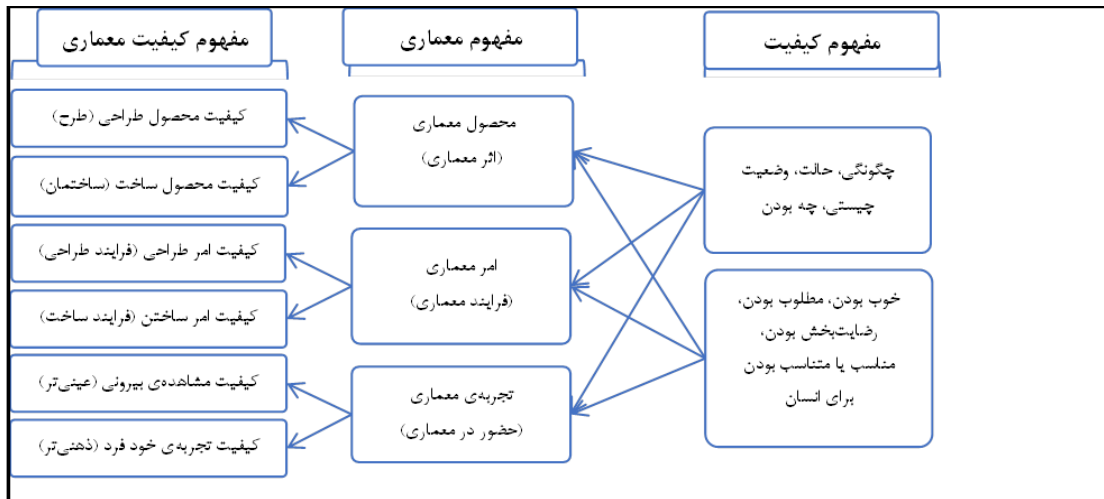 مفهوم کیفیت
مفهوم معماری
مفهوم کیفیت معماری
چگونگی، حالت، وضعیت
چیستی، چه بودن
خوب بودن، مطلوب بودن،
رضایت‌بخش بودن،
مناسب یا متناسب بودن
برای انسان
محصول معماری
(اثر معماری)
امر معماری
(فرایند معماری)
تجربه‌ی معماری
(حضور در معماری)
کیفیت محصول طراحی (طرح)
کیفیت محصول ساخت (ساختمان)
کیفیت امر طراحی (فرایند طراحی)
کیفیت امر ساختن (فرایند ساخت)
کیفیت مشاهده‌ی بیرونی (عینی‌تر)
کیفیت تجربه‌ی خود فرد (ذهنی‌تر)